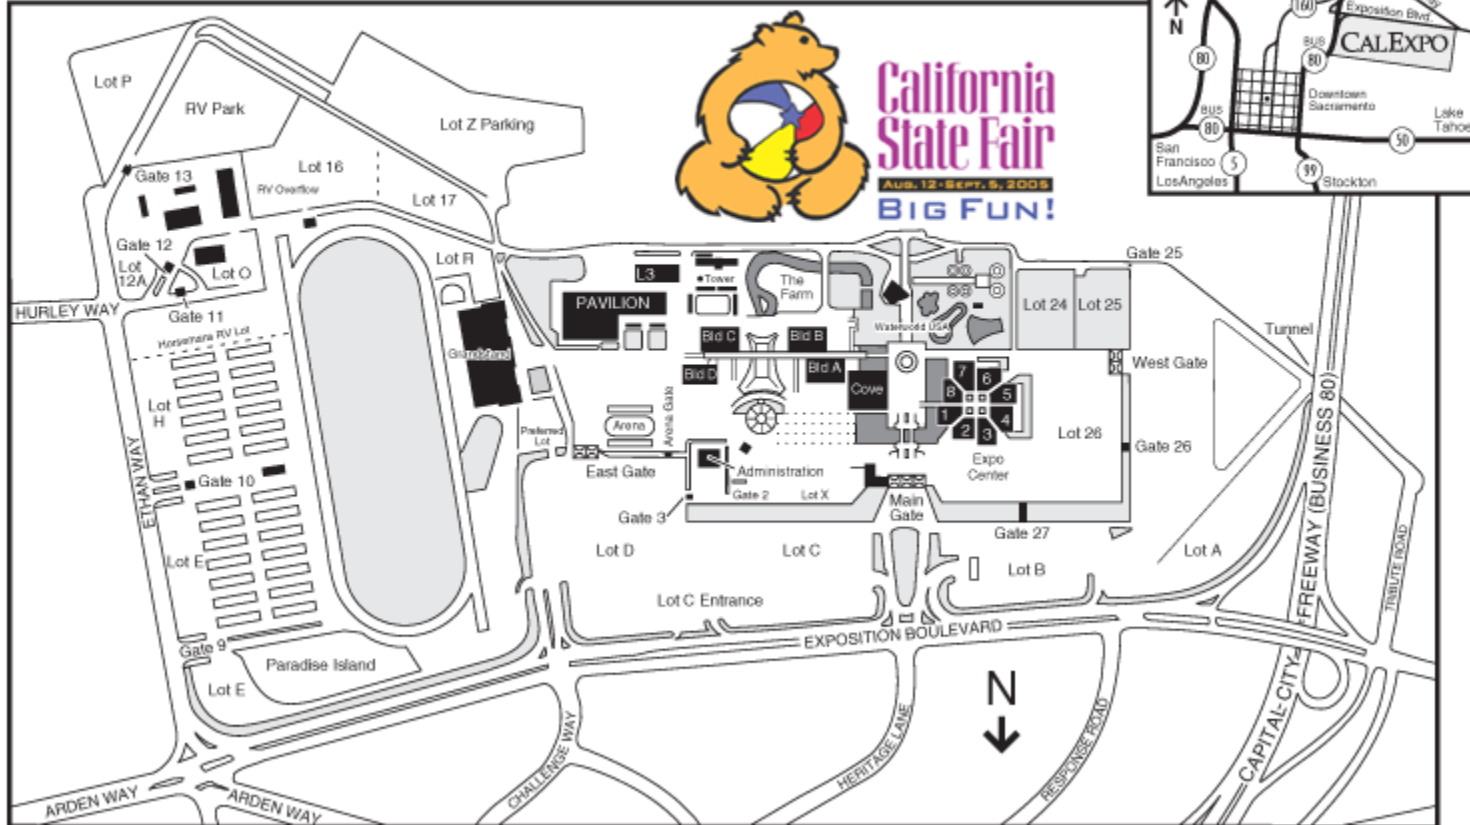 Lot P
RV Park
Lot Z Parking
California
State Fair
AUG. 12-SEPT. 5, 2005
BIG FUN!
N
160
Exposition Blvd.
CALEXPO
80
BUS
80
Downtown
Sacramento
BUS
80
Lake
Tahoe
50
San
Francisco
LosAngeles
5
99
Stockton
Gate 13
Lot 16
RV Overflow
Lot 17
Gate 12
Lot
12A
Lot O
Lot R
HURLEY WAY
Gate 11
Horsemans RV Lot
L3
PAVILION
Tower
The
Farm
Waterworld USA
Lot 24
Lot 25
Gate 25
Tunnel
West Gate
Grandstand
Bld C
Bld B
Bld D
Bld A
Cove
7
6
8
5
1
4
2
3
Lot
H
Preferred
Lot
Arena
Arena Gate
Lot 26
Gate 26
East Gate
Administration
Expo
Center
ETHAN WAY
Gate 10
Gate 2
Lot X
Main
Gate
Gate 3
Gate 27
Lot E
Lot D
Lot C
Lot B
Lot A
Lot C Entrance
EXPOSITION BOULEVARD
Gate 9
Paradise Island
Lot E
N
CAPITAL-CITY FREEWAY (BUSINESS 80)
TRIBUTE ROAD
ARDEN WAY
ARDEN WAY
CHALLENGE WAY
HERITAGE LANE
RESPONSE ROAD